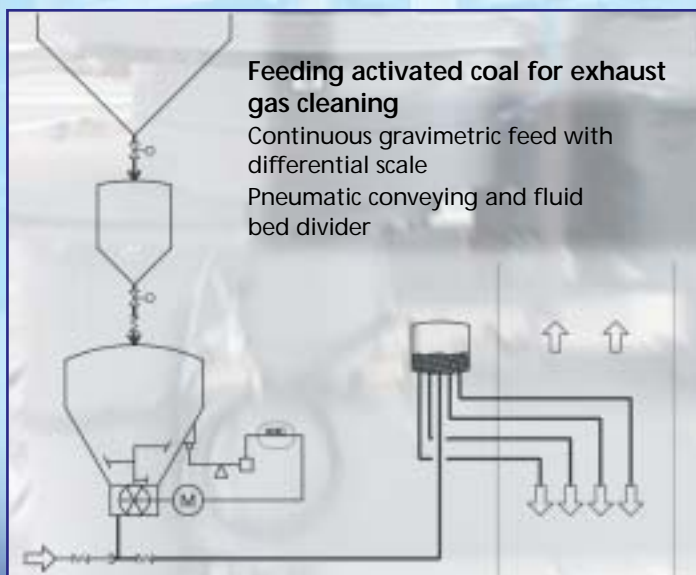 Feeding activated coal for exhaust
gas cleaning
Continuous gravimetric feed with
differential scale
Pneumatic conveying and fluid
bed divider
M